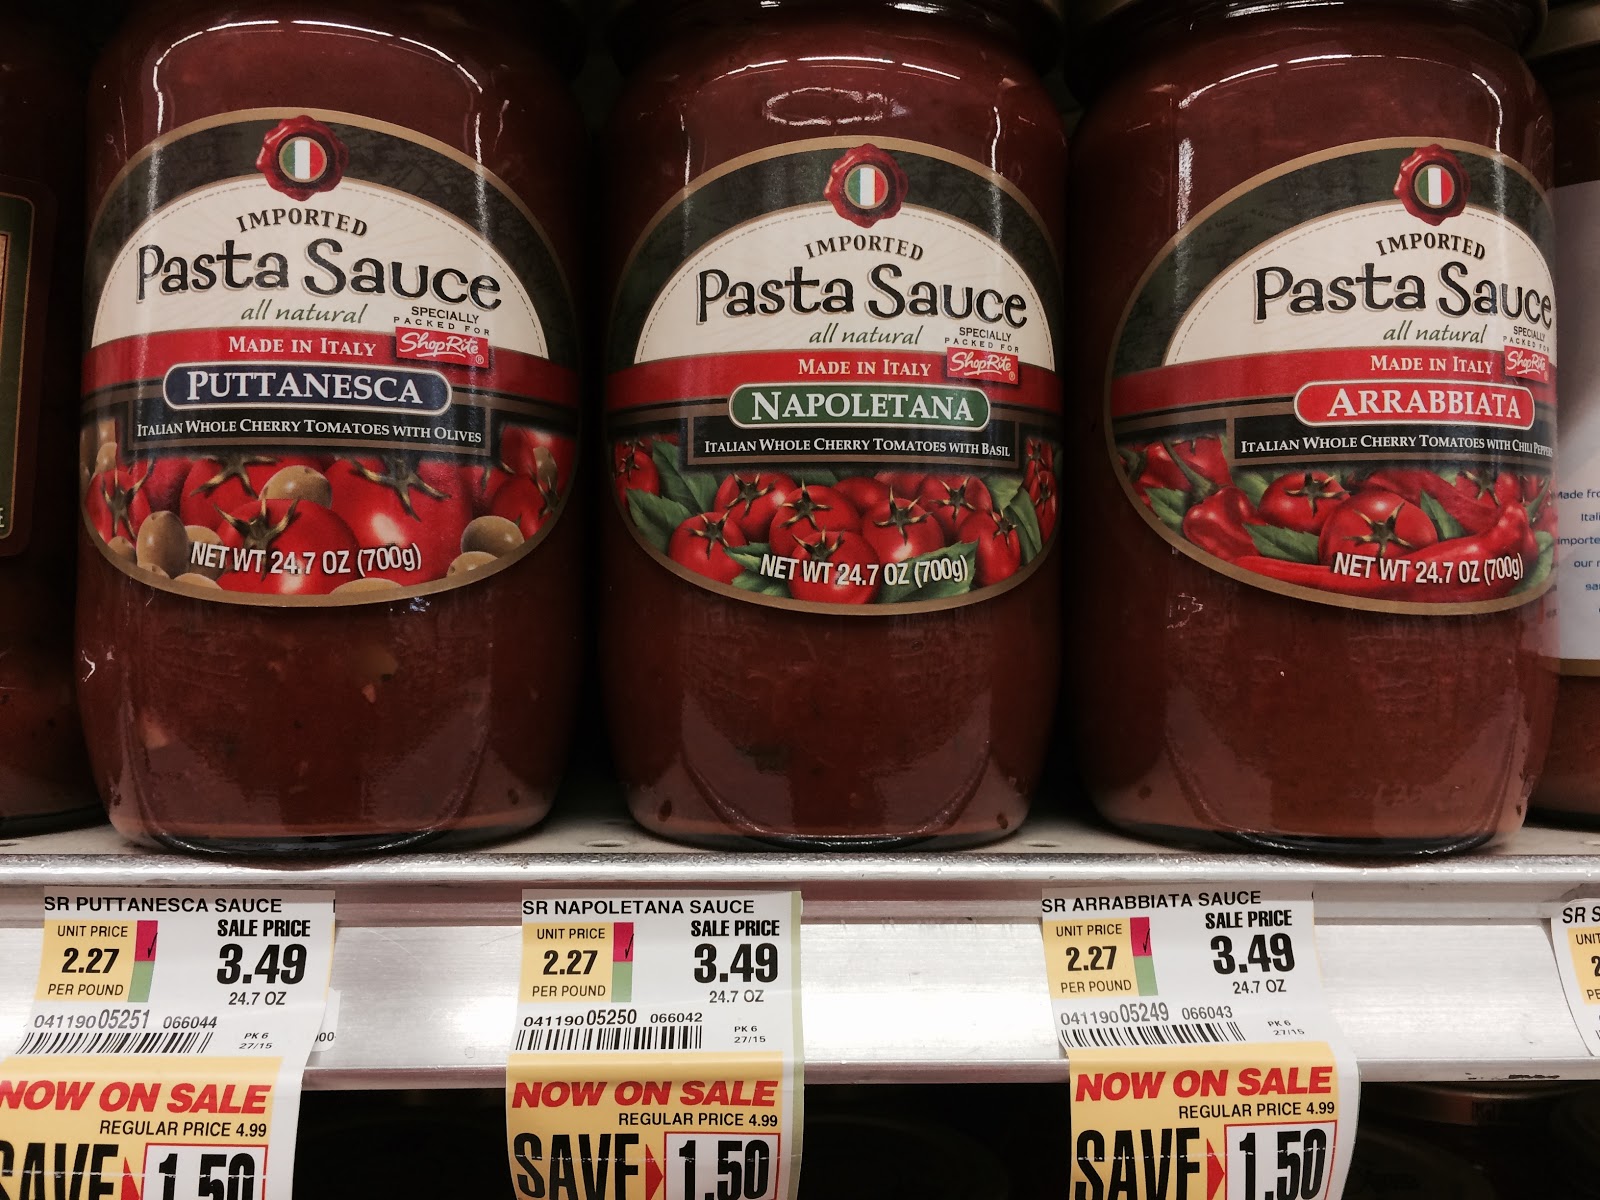 IMPORTED
Pasta Sauce
all natural
SPECIALLY
PACKED FOR
ShopRite®
MADE IN ITALY
PUTTANESCA
ITALIAN WHOLE CHERRY TOMATOES WITH OLIVES
NET WT 24.7 OZ (700g)
IMPORTED
Pasta Sauce
all natural
SPECIALLY
PACKED FOR
ShopRite®
MADE IN ITALY
NAPOLETANA
ITALIAN WHOLE CHERRY TOMATOES WITH BASIL
NET WT 24.7 OZ (700g)
IMPORTED
Pasta Sauce
all natural
SPECIALLY
PACKED FOR
ShopRite
MADE IN ITALY
ARRABBIATA
ITALIAN WHOLE CHERRY TOMATOES WITH CHILI
NET WT 24.7 OZ (700g)
Made
our
SR PUTTANESCA SAUCE
UNIT PRICE
2.27
PER POUND
SALE PRICE
3.49
24.7 OZ
041190 05251 066044
PK 6
27/15
NOW ON SALE
REGULAR PRICE 4.99
SAVE 1.50
SR NAPOLETANA SAUCE
UNIT PRICE
2.27
PER POUND
SALE PRICE
3.49
24.7 OZ
041190 05250 066042
PK 6
27/15
NOW ON SALE
REGULAR PRICE 4.99
SAVE 1.50
SR ARRABBIATA SAUCE
UNIT PRICE
2.27
PER POUND
SALE PRICE
3.49
24.7 OZ
041190 05249 066043
PK 6
27/15
NOW ON SALE
REGULAR PRICE 4.99
SAVE 1.50
SR
UNIT